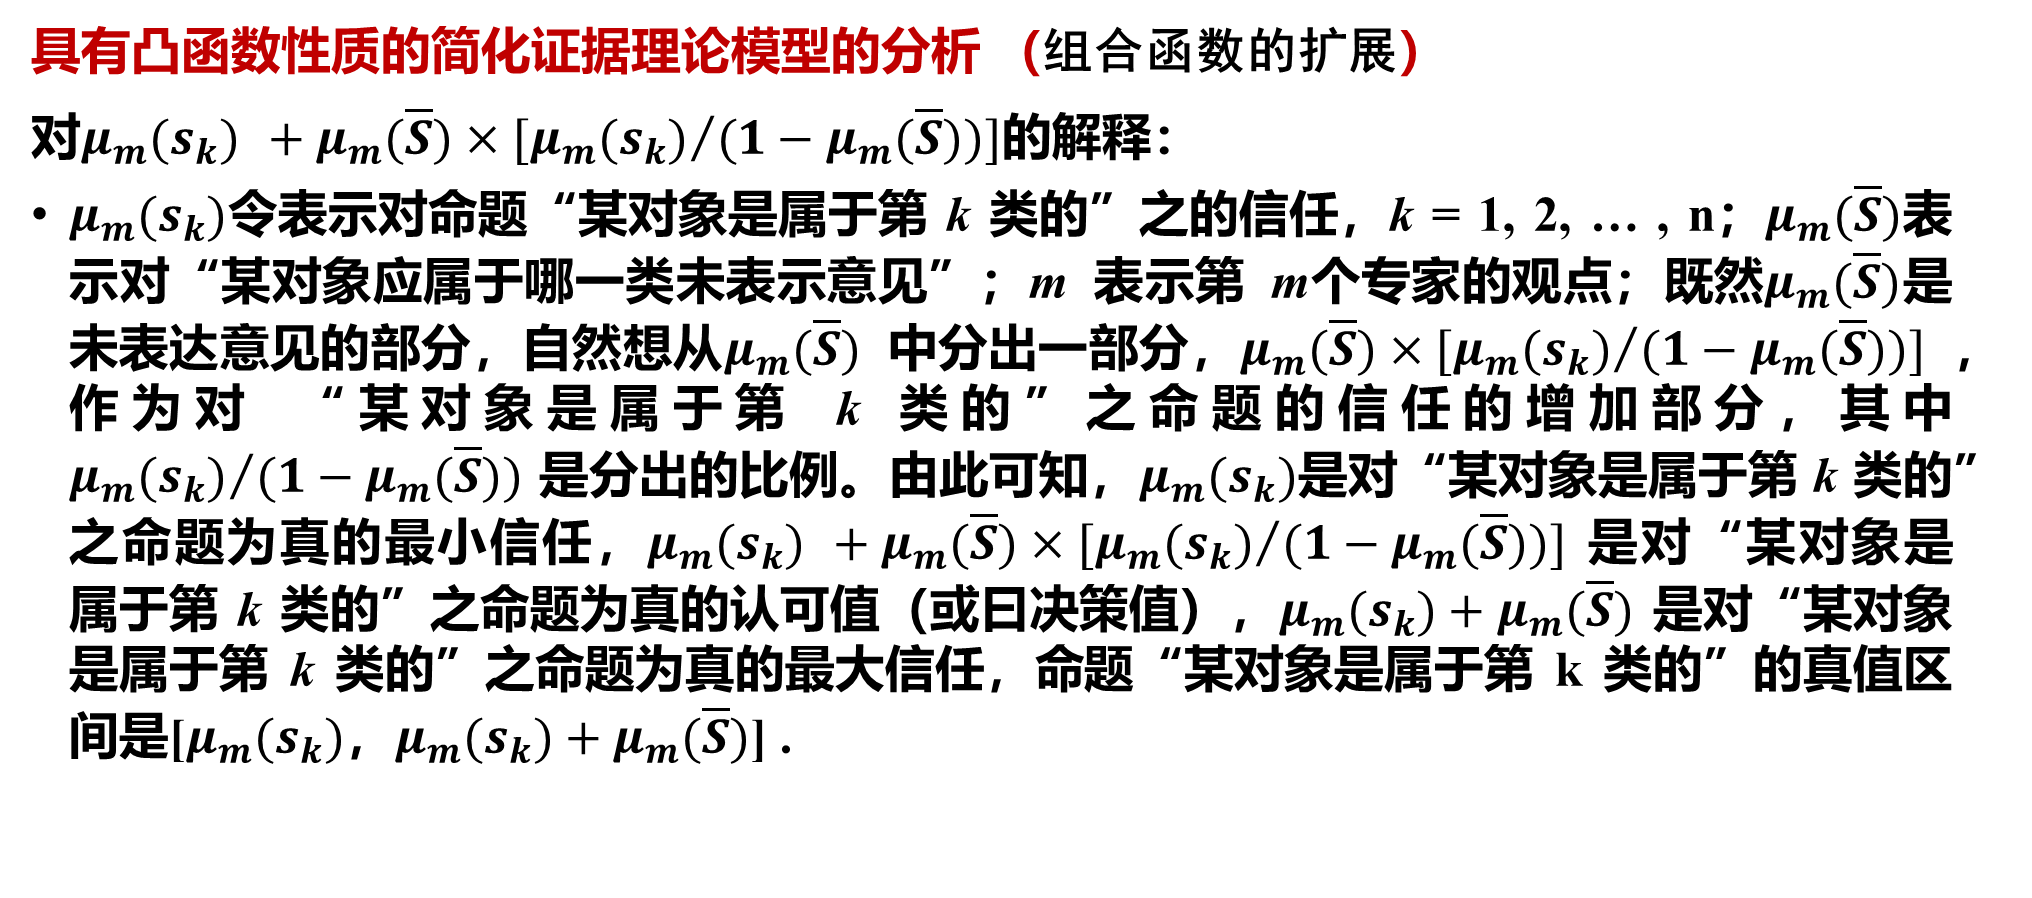 具有凸函数性质的简化证据理论模型的分析 (组合函数的扩展)
对μₘ(sₖ) + μₘ(S̅) × [μₘ(sₖ)/(1 − μₘ(S̅))]的解释：
• μₘ(sₖ)令表示对命题“某对象是属于第 k 类的”之的信任，k = 1, 2, … , n；μₘ(S̅)表
示对“某对象应属于哪一类未表示意见”；m 表示第 m个专家的观点；既然μₘ(S̅)是
未表达意见的部分，自然想从μₘ(S̅) 中分出一部分，μₘ(S̅) × [μₘ(sₖ)/(1 − μₘ(S̅))] ，
作为对 “某对象是属于第 k 类的”之命题的信任的增加部分，其中
μₘ(sₖ)/(1 − μₘ(S̅)) 是分出的比例。由此可知，μₘ(sₖ)是对“某对象是属于第 k 类的”
之命题为真的最小信任，μₘ(sₖ) + μₘ(S̅) × [μₘ(sₖ)/(1 − μₘ(S̅))] 是对“某对象是
属于第 k 类的”之命题为真的认可值（或曰决策值），μₘ(sₖ) + μₘ(S̅) 是对“某对象
是属于第 k 类的”之命题为真的最大信任，命题“某对象是属于第 k 类的”的真值区
间是[μₘ(sₖ)，μₘ(sₖ) + μₘ(S̅)] .